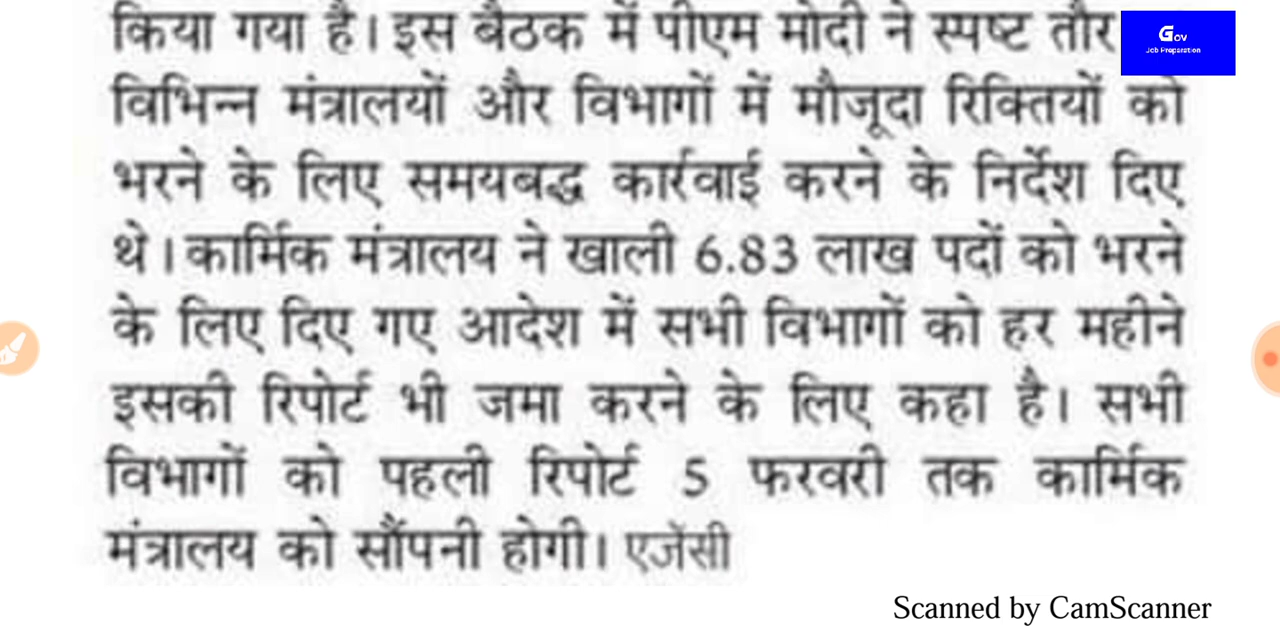 किया गया है। इस बैठक में पीएम मोदी ने स्पष्ट तौर
Gov
Job Preparation
विभिन्न मंत्रालयों और विभागों में मौजूदा रिक्तियों को
भरने के लिए समयबद्ध कार्रवाई करने के निर्देश दिए
थे। कार्मिक मंत्रालय ने खाली 6.83 लाख पदों को भरने
के लिए दिए गए आदेश में सभी विभागों को हर महीने
इसकी रिपोर्ट भी जमा करने के लिए कहा है। सभी
विभागों को पहली रिपोर्ट 5 फरवरी तक कार्मिक
मंत्रालय को सौंपनी होगी। एजेंसी
Scanned by CamScanner